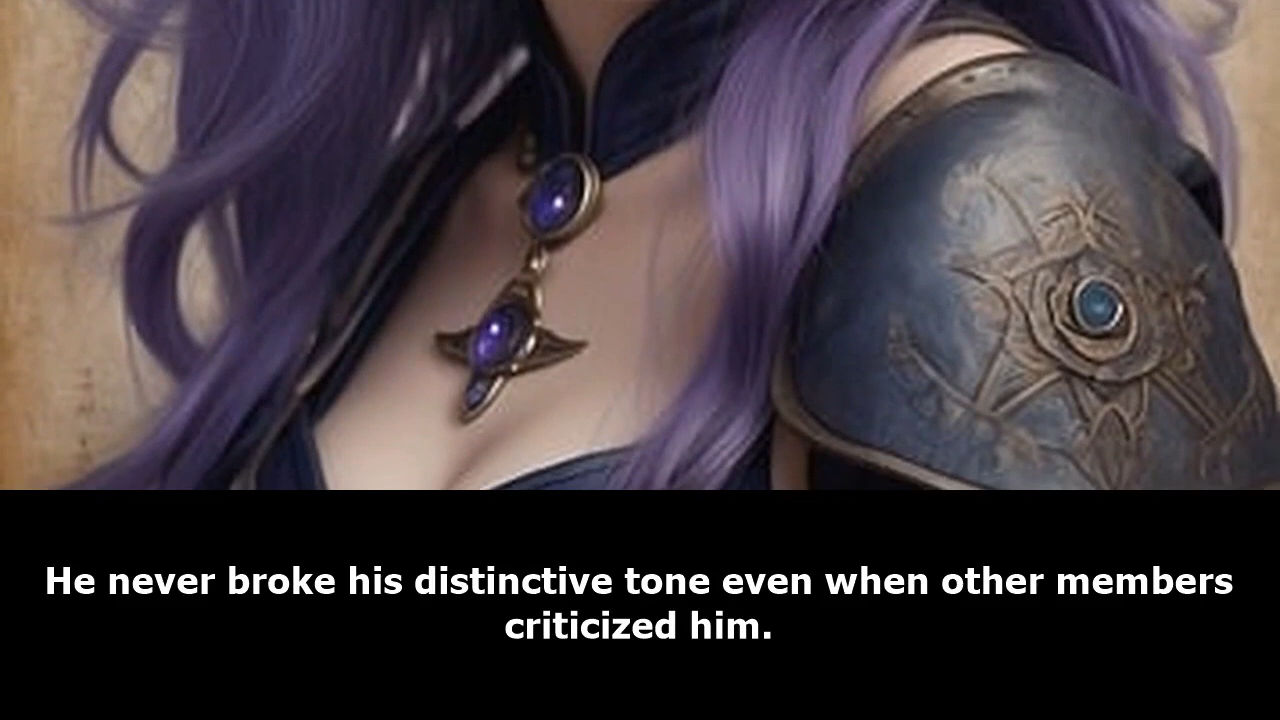 He never broke his distinctive tone even when other members
criticized him.